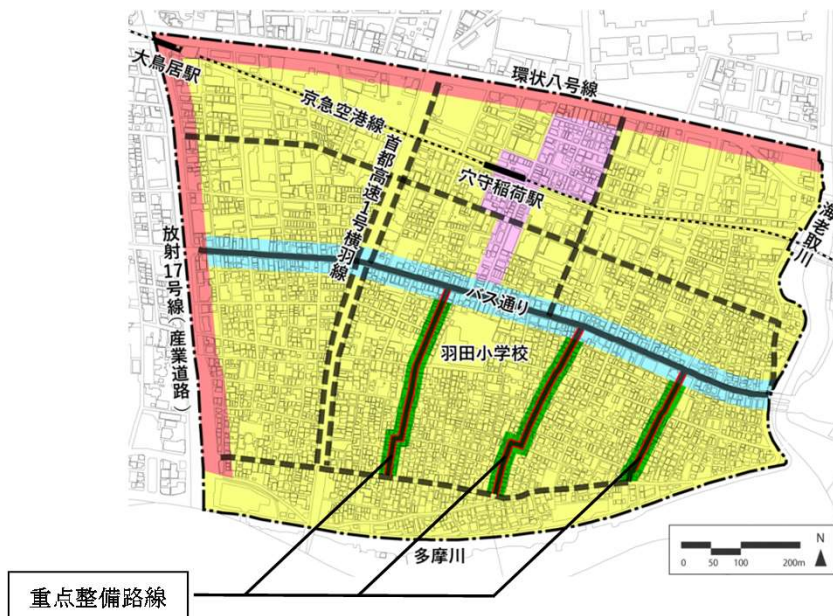 大鳥居駅
環状八号線
京急空港線
首都高速1号横羽線
穴守稲荷駅
海老取川
放射17号線(産業道路)
バス通り
羽田小学校
多摩川
重点整備路線
N
0 50 100 200m